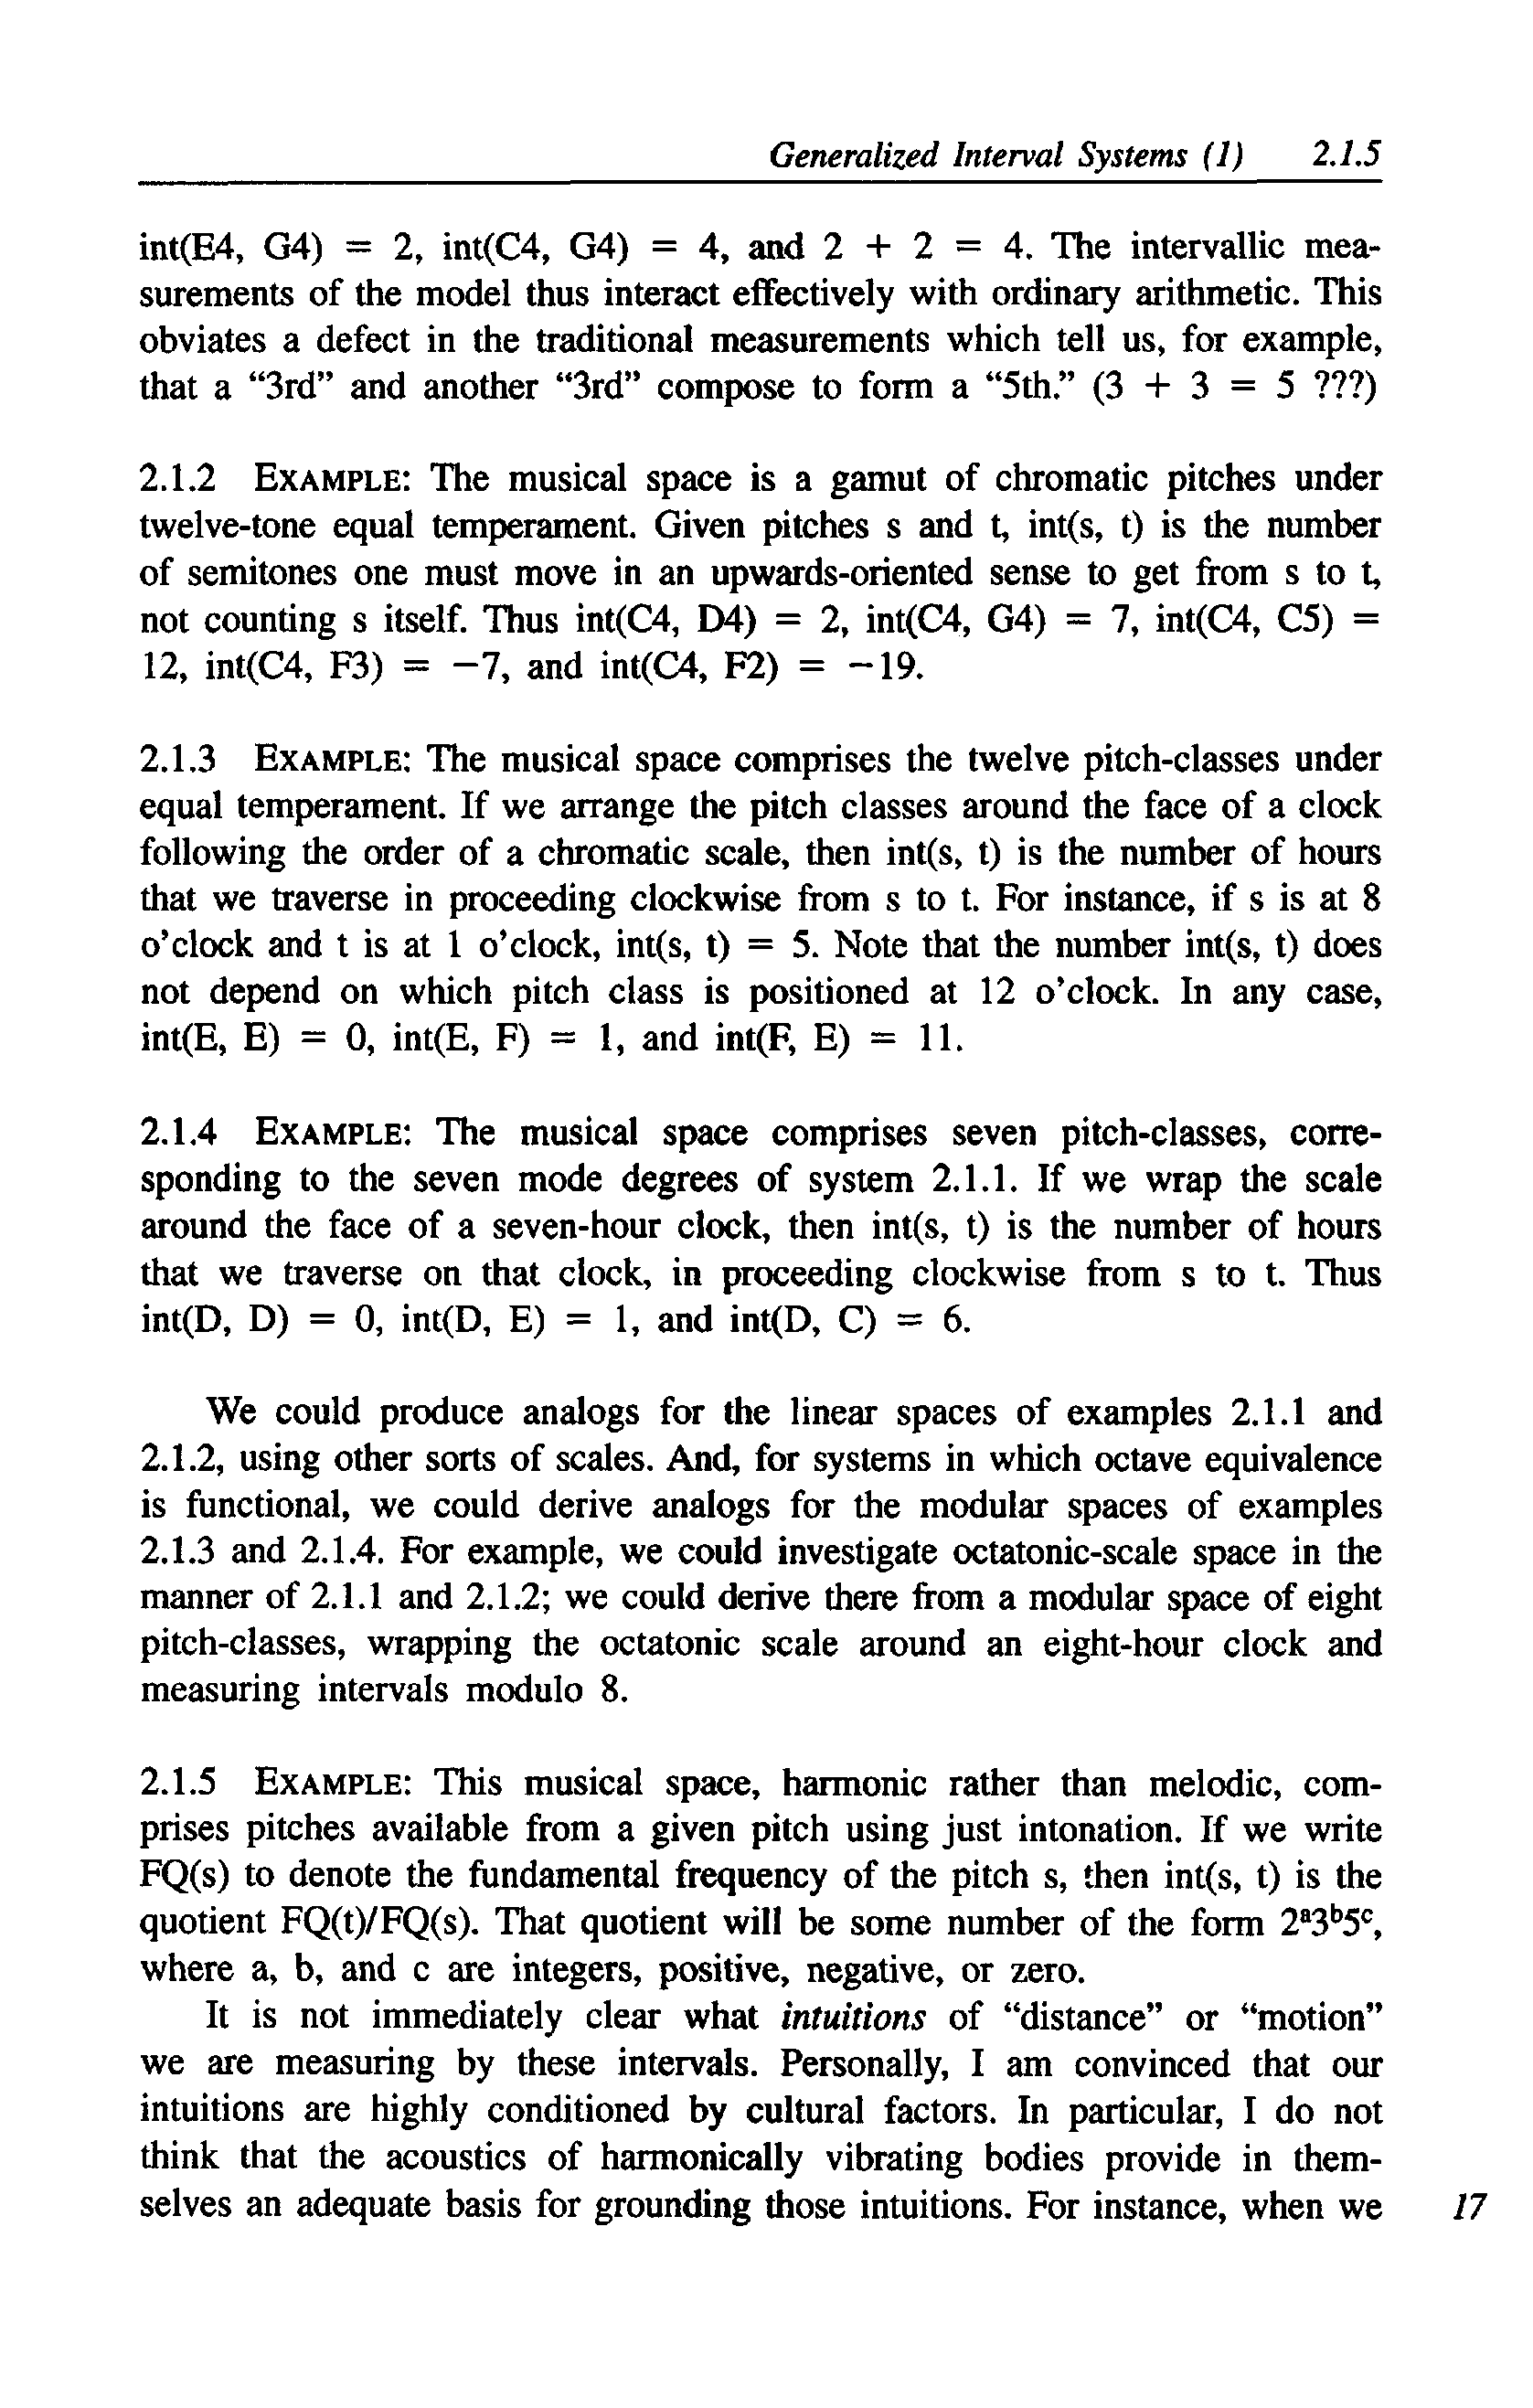 Generalized Interval Systems (1) 2.1.5
int(E4, G4) = 2, int(C4, G4) = 4, and 2 + 2 = 4. The intervallic mea-
surements of the model thus interact effectively with ordinary arithmetic. This
obviates a defect in the traditional measurements which tell us, for example,
that a “3rd” and another “3rd” compose to form a “5th.” (3 + 3 = 5 ???)
2.1.2 EXAMPLE: The musical space is a gamut of chromatic pitches under
twelve-tone equal temperament. Given pitches s and t, int(s, t) is the number
of semitones one must move in an upwards-oriented sense to get from s to t,
not counting s itself. Thus int(C4, D4) = 2, int(C4, G4) = 7, int(C4, C5) =
12, int(C4, F3) = −7, and int(C4, F2) = −19.
2.1.3 EXAMPLE: The musical space comprises the twelve pitch-classes under
equal temperament. If we arrange the pitch classes around the face of a clock
following the order of a chromatic scale, then int(s, t) is the number of hours
that we traverse in proceeding clockwise from s to t. For instance, if s is at 8
o’clock and t is at 1 o’clock, int(s, t) = 5. Note that the number int(s, t) does
not depend on which pitch class is positioned at 12 o’clock. In any case,
int(E, E) = 0, int(E, F) = 1, and int(F, E) = 11.
2.1.4 EXAMPLE: The musical space comprises seven pitch-classes, corre-
sponding to the seven mode degrees of system 2.1.1. If we wrap the scale
around the face of a seven-hour clock, then int(s, t) is the number of hours
that we traverse on that clock, in proceeding clockwise from s to t. Thus
int(D, D) = 0, int(D, E) = 1, and int(D, C) = 6.
We could produce analogs for the linear spaces of examples 2.1.1 and
2.1.2, using other sorts of scales. And, for systems in which octave equivalence
is functional, we could derive analogs for the modular spaces of examples
2.1.3 and 2.1.4. For example, we could investigate octatonic-scale space in the
manner of 2.1.1 and 2.1.2; we could derive there from a modular space of eight
pitch-classes, wrapping the octatonic scale around an eight-hour clock and
measuring intervals modulo 8.
2.1.5 EXAMPLE: This musical space, harmonic rather than melodic, com-
prises pitches available from a given pitch using just intonation. If we write
FQ(s) to denote the fundamental frequency of the pitch s, then int(s, t) is the
quotient FQ(t)/FQ(s). That quotient will be some number of the form 2ᵃ3ᵇ5ᶜ,
where a, b, and c are integers, positive, negative, or zero.
It is not immediately clear what intuitions of “distance” or “motion”
we are measuring by these intervals. Personally, I am convinced that our
intuitions are highly conditioned by cultural factors. In particular, I do not
think that the acoustics of harmonically vibrating bodies provide in them-
selves an adequate basis for grounding those intuitions. For instance, when we 17